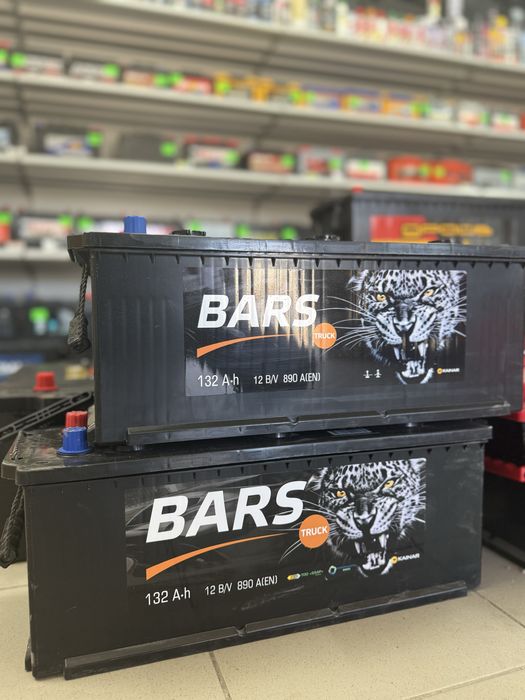 BARS
TRUCK
132 A·h 12 B/V 890 A(EN)
KAINAR
BARS
TRUCK
132 A·h 12 B/V 890 A(EN)
KAINAR